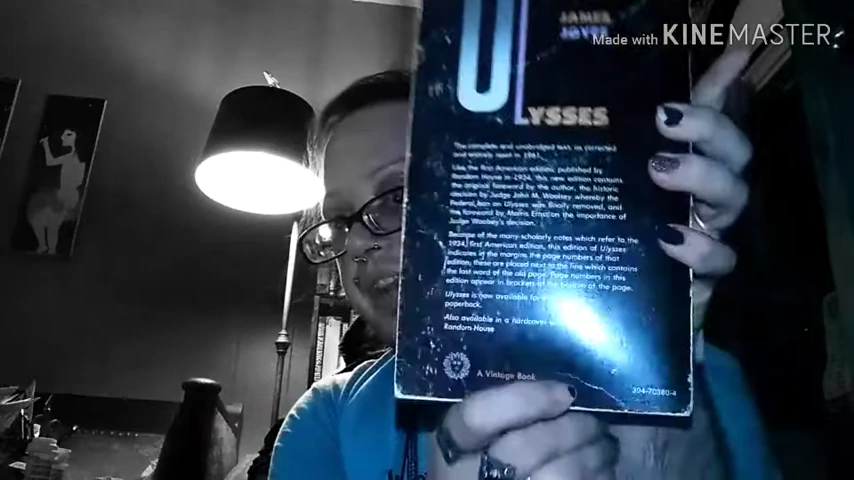 Made with KINEMASTER
JAMES
JOYCE
ULYSSES
The complete and unabridged text, as corrected
and entirely reset in 1961.
Like the first American edition, published by
Random House in 1934, this new edition contains
the original foreword by the author, the historic
decision by Judge John M. Woolsey whereby the
Federal ban on Ulysses was finally removed, and
the foreword by Morris Ernst on the importance of
Judge Woolsey's decision.
Because of the many scholarly notes which refer to the
1934, first American edition, this edition of Ulysses
indicates in the margins the page numbers of that
edition; these are placed next to the line which contains
the last word of the old page. Page numbers in this
edition appear in brackets at the bottom of the page.
Ulysses is now available for the
paperback.
Also available in a hardcover
Random House
A Vintage Book
394-70380-4